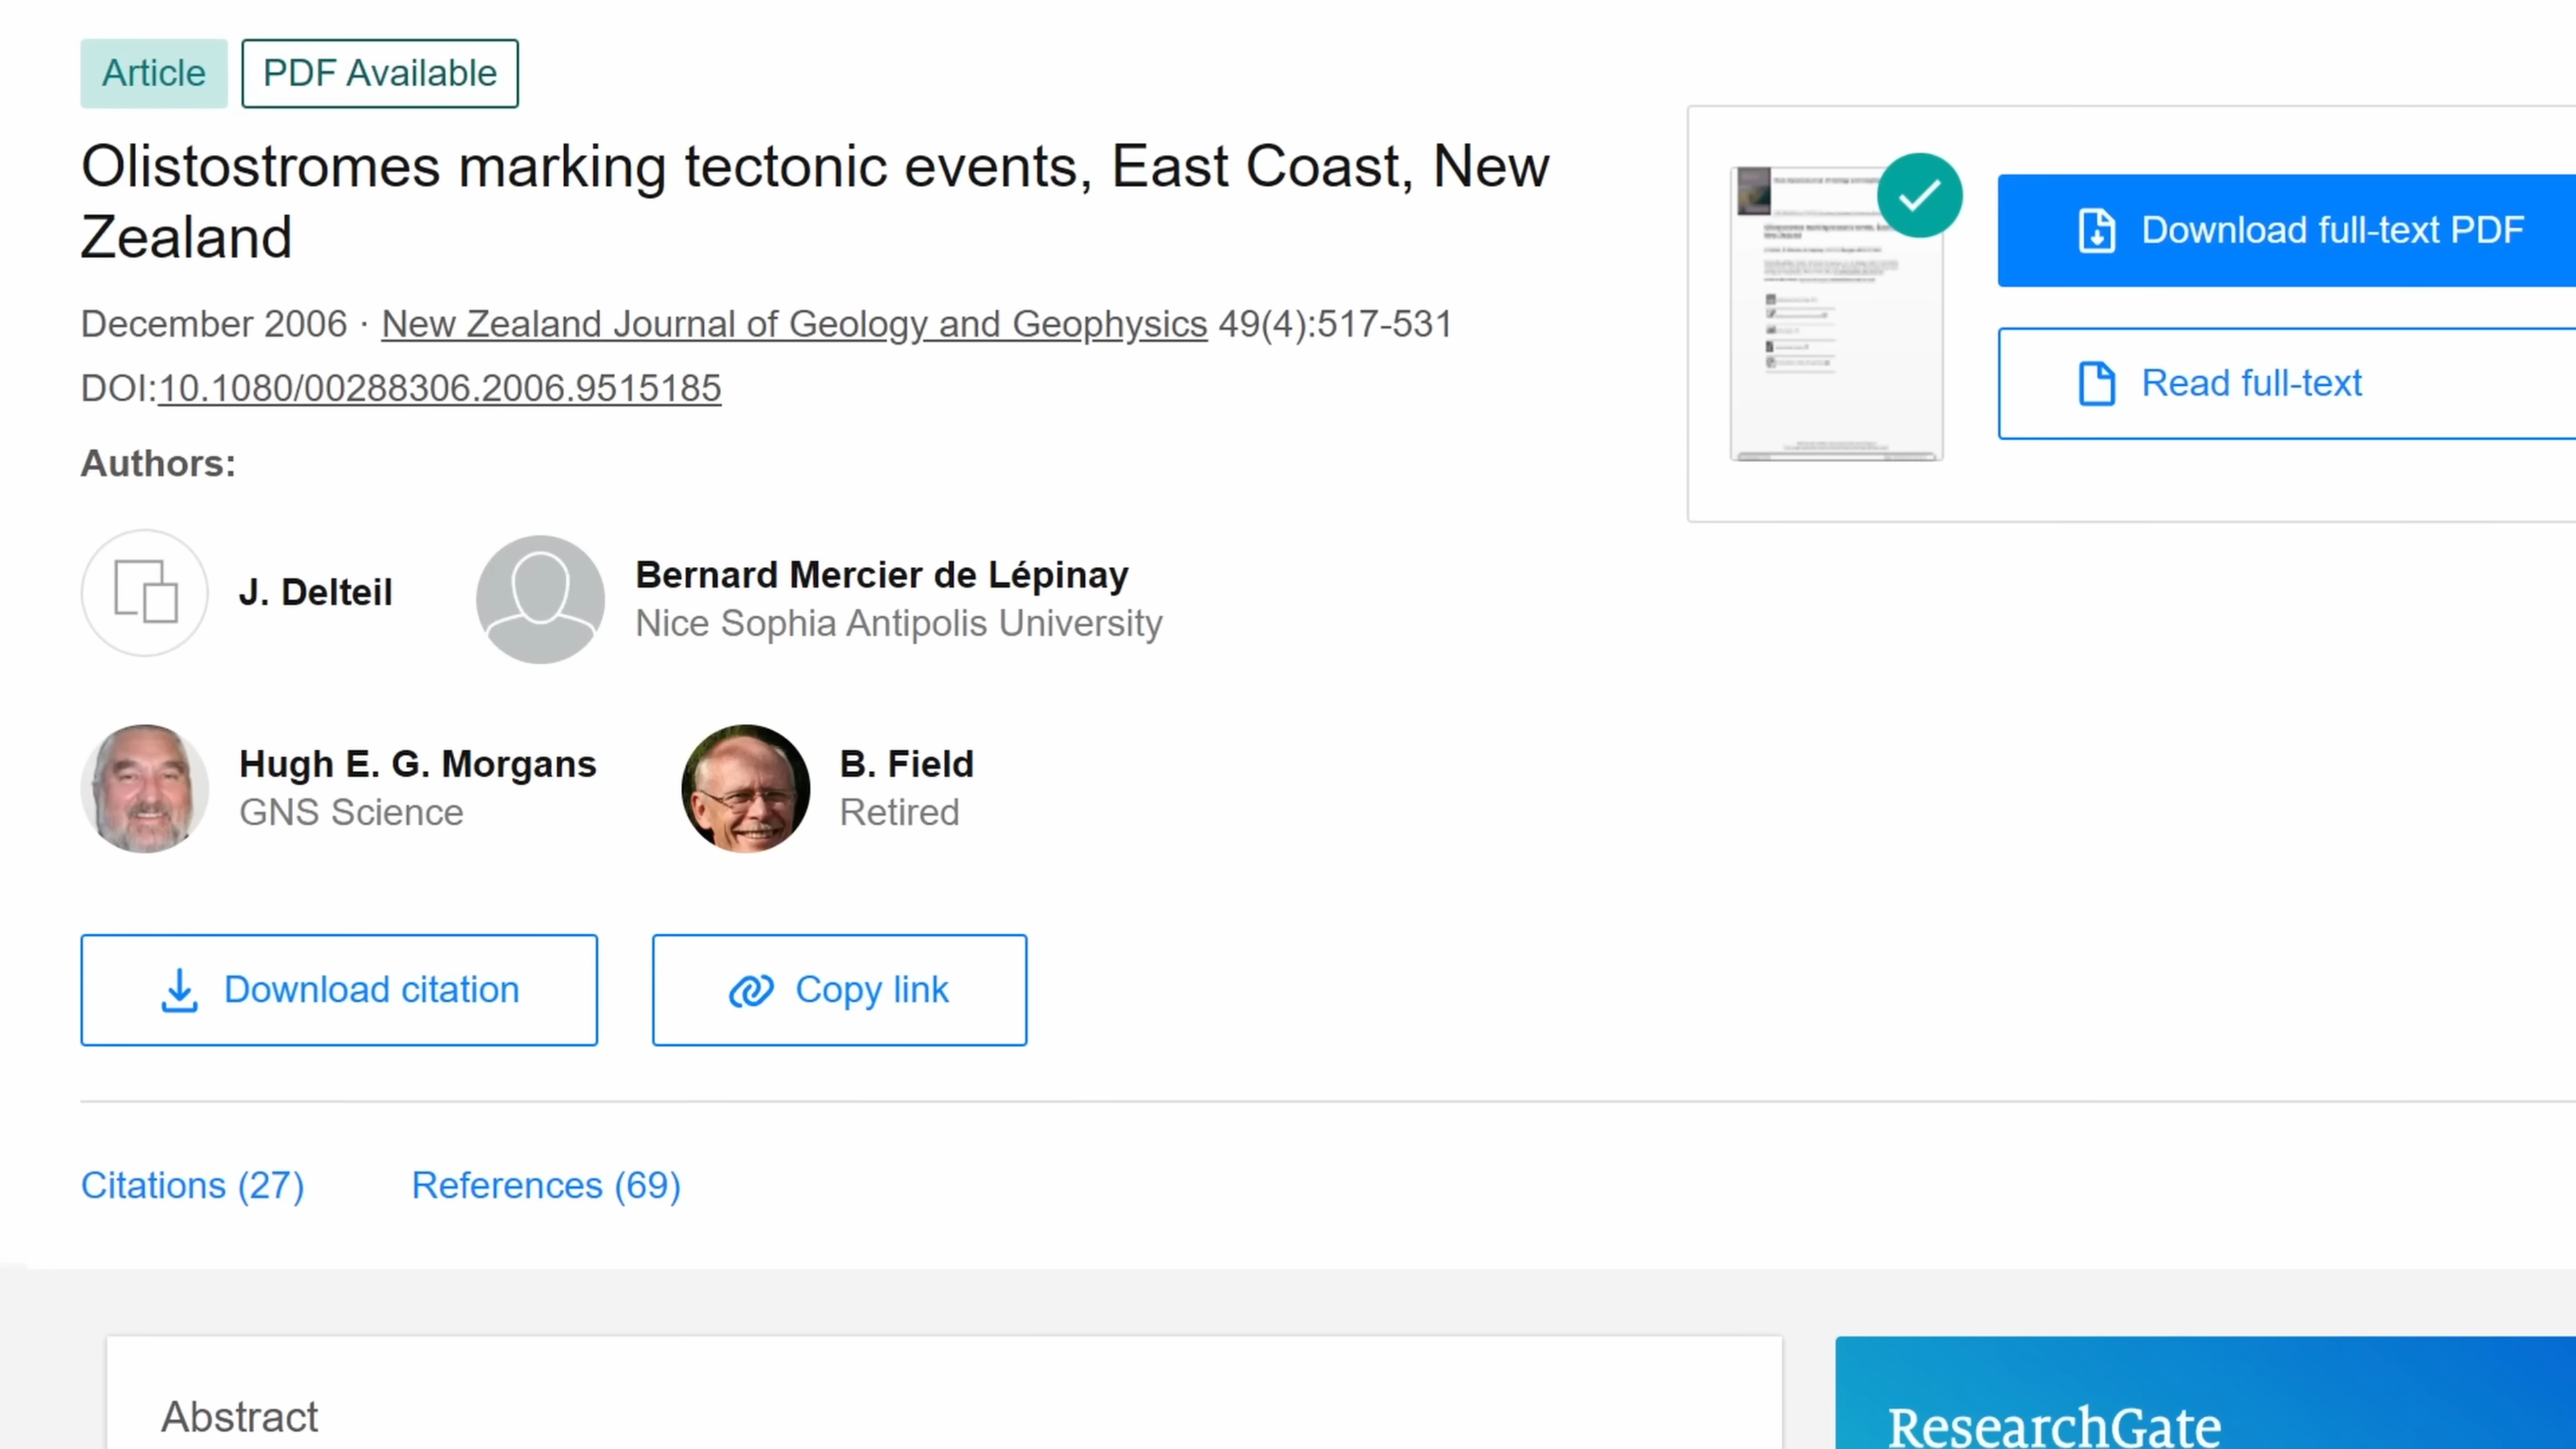 Article PDF Available
Olistostromes marking tectonic events, East Coast, New
Zealand
December 2006 · New Zealand Journal of Geology and Geophysics 49(4):517-531
DOI:10.1080/00288306.2006.9515185
Authors:
J. Delteil
Bernard Mercier de Lépinay
Nice Sophia Antipolis University
Hugh E. G. Morgans
GNS Science
B. Field
Retired
Download citation
Copy link
Citations (27)
References (69)
Download full-text PDF
Read full-text
Abstract
ResearchGate